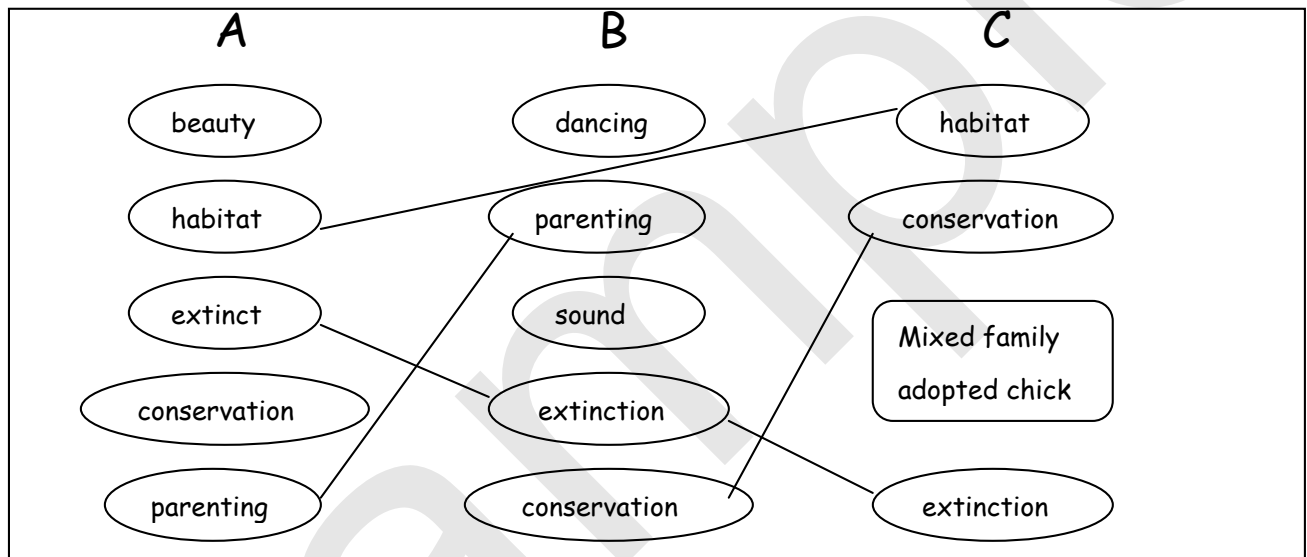 A B C
beauty dancing habitat
habitat parenting conservation
extinct sound Mixed family
adopted chick
conservation extinction
parenting conservation extinction